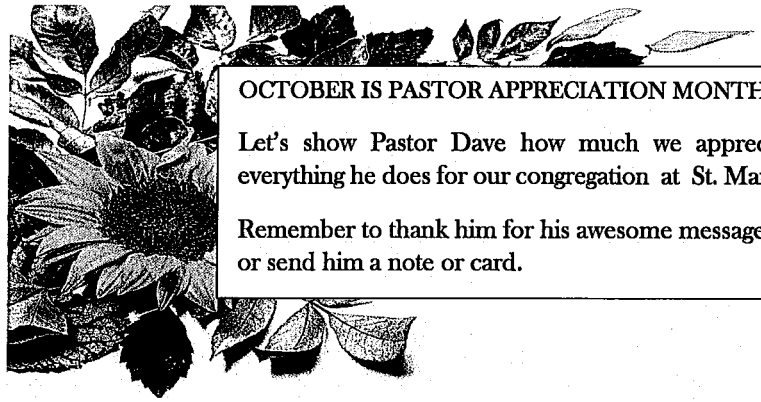 OCTOBER IS PASTOR APPRECIATION MONTH
Let's show Pastor Dave how much we
everything he does for our congregation at St.
Remember to thank him for his awesome
or send him a note or card.